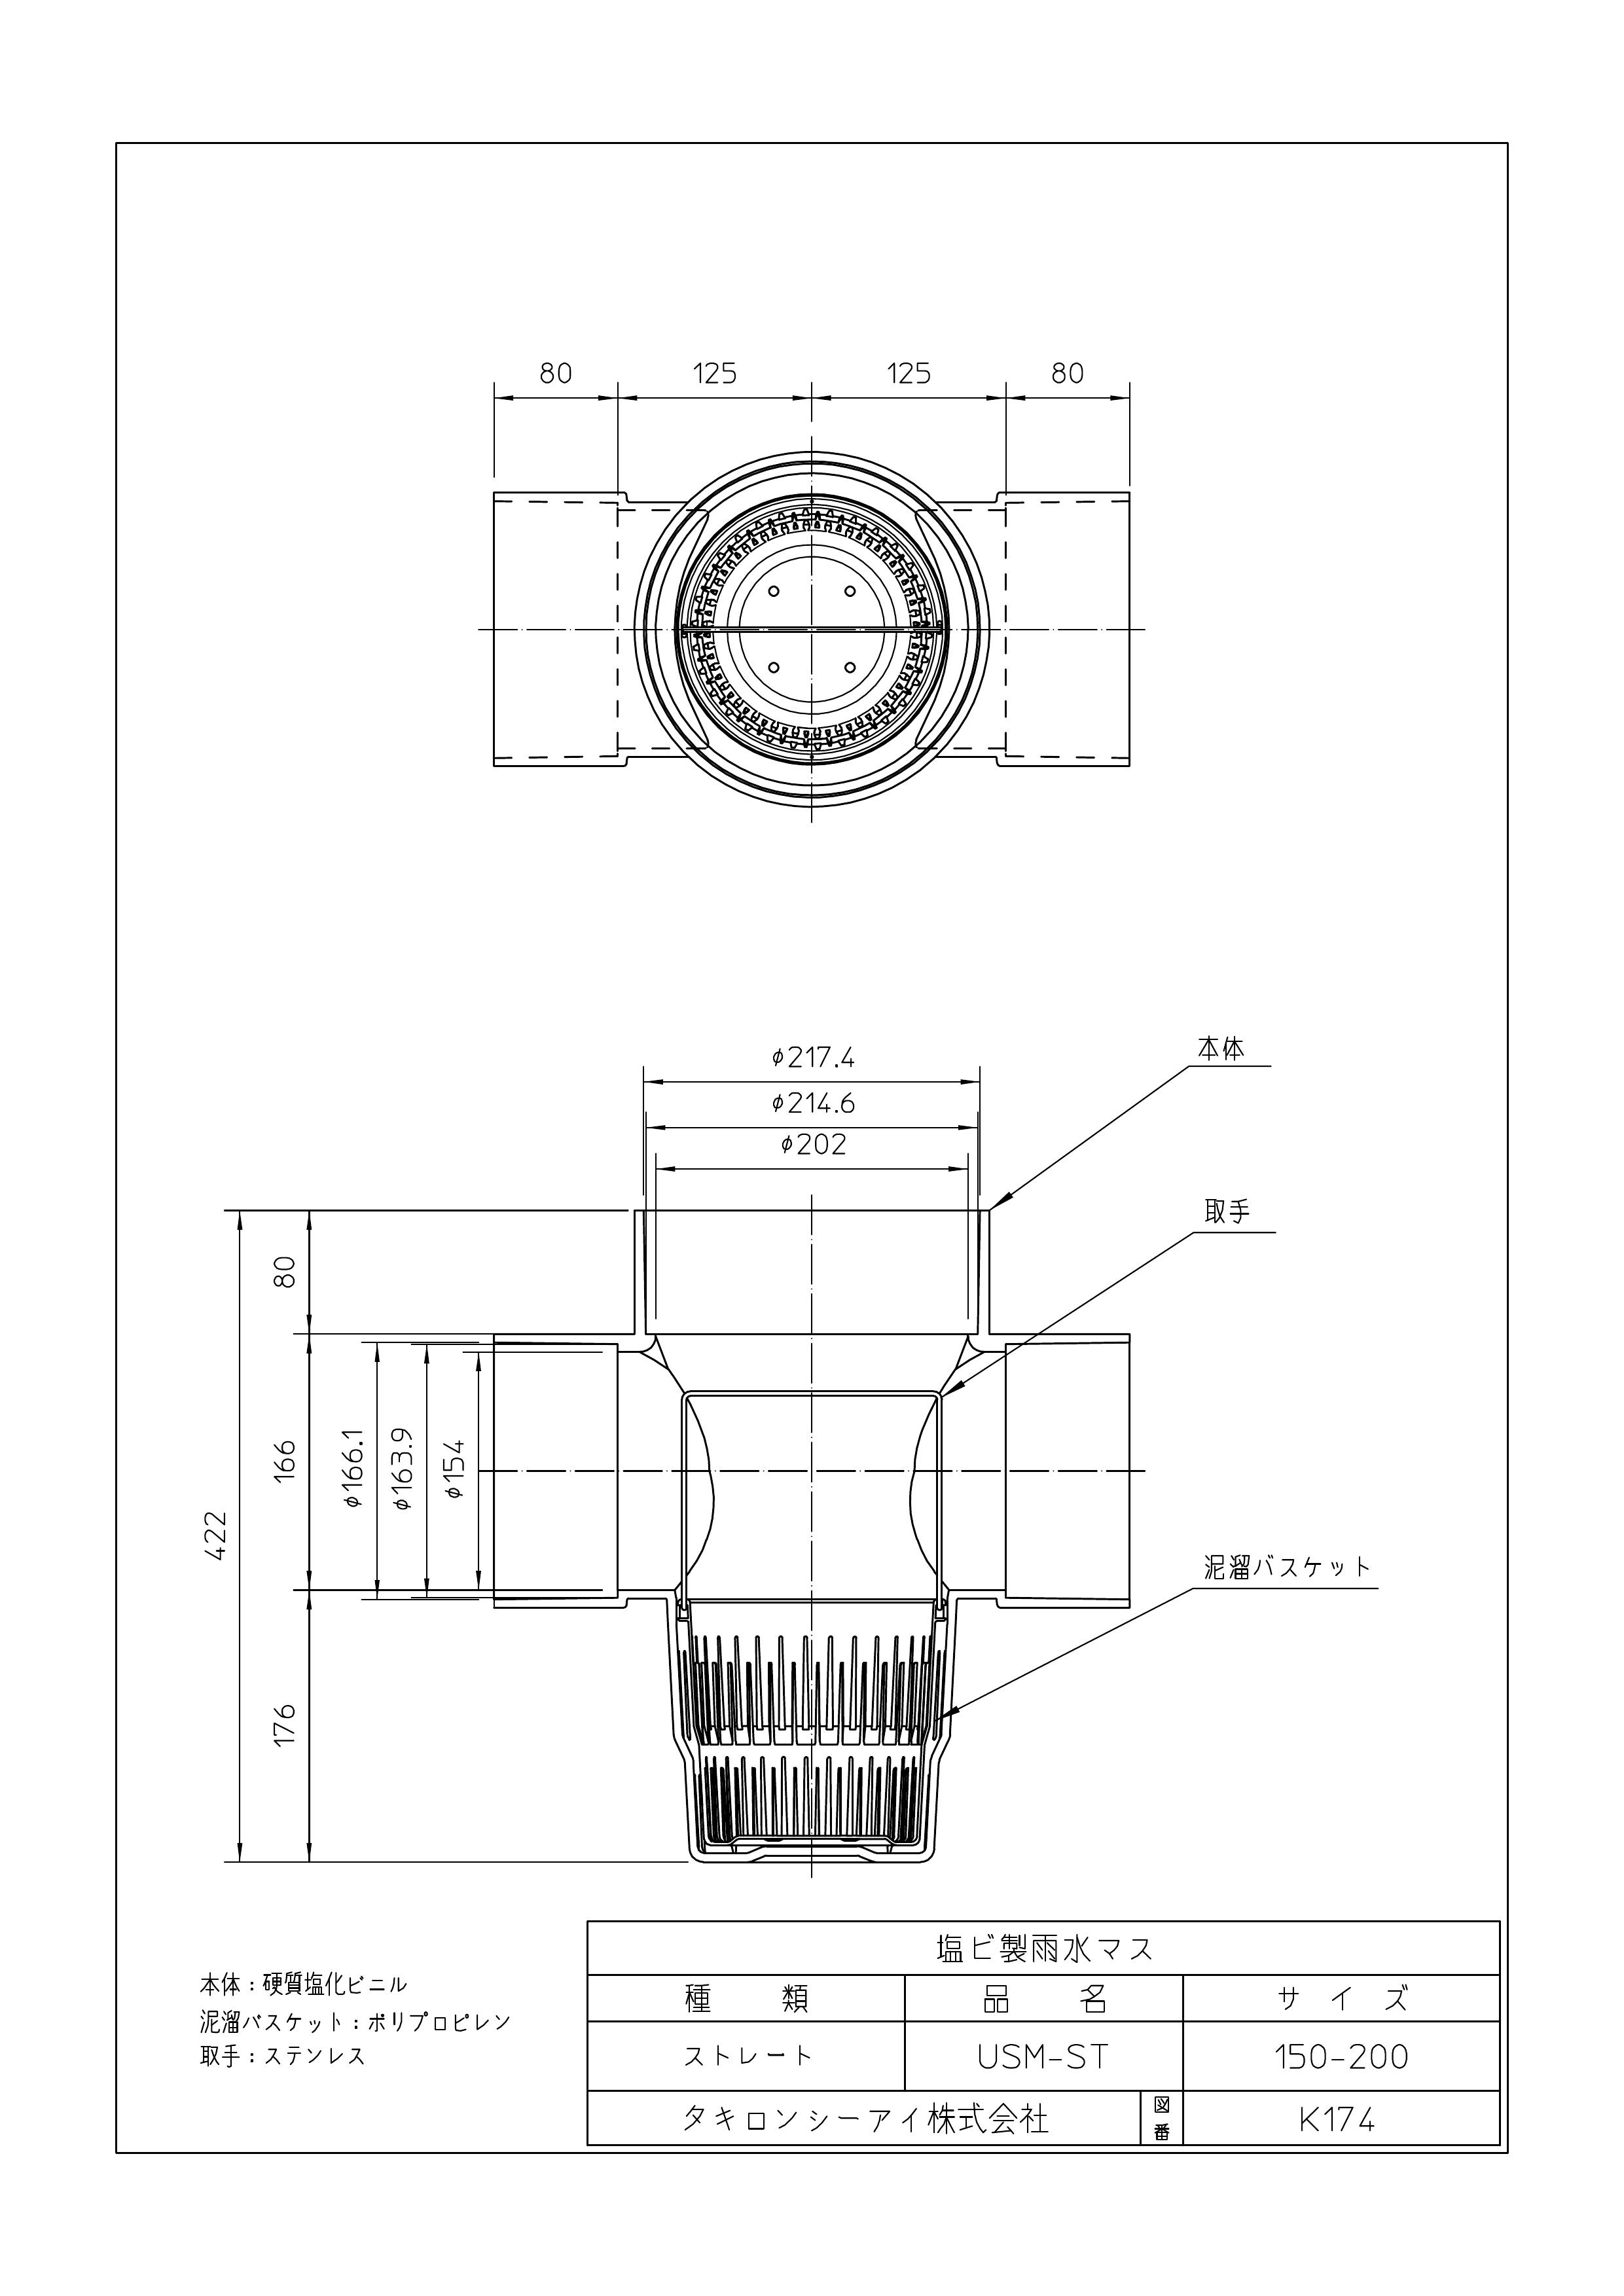 80 125 125 80
φ217.4
φ214.6
φ202
本体
取手
80
166
φ166.1
φ163.9
φ154
422
泥溜バスケット
176
本体：硬質塩化ビニル
泥溜バスケット：ポリプロピレン
取手：ステンレス
塩ビ製雨水マス
種類 品名 サイズ
ストレート USM-ST 150-200
タキロンシーアイ株式会社 図番 K174